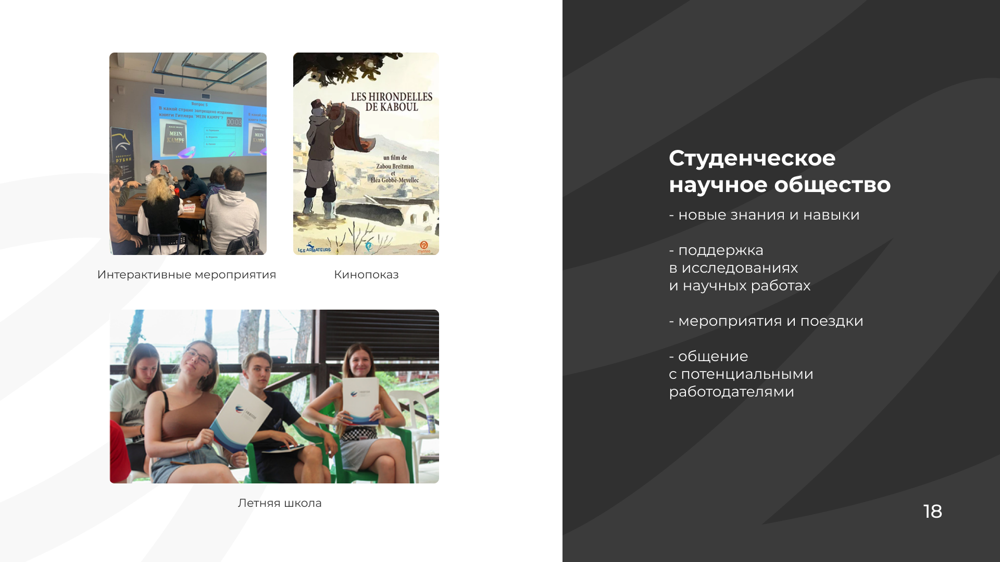 Вопрос 5
В какой стране запрещено издание
книги Гитлера "MEIN KAMPF"?
00:03
MEIN
KAMPF
MEIN
KAMPF
РУБИН
LES HIRONDELLES
DE KABOUL
un film de
Zabou Breitman
et
Eléa Gobbé-Mevellec
LES ARMATEURS
Интерактивные мероприятия
Кинопоказ
Летняя школа
Студенческое
научное общество
- новые знания и навыки
- поддержка
в исследованиях
и научных работах
- мероприятия и поездки
- общение
с потенциальными
работодателями
18